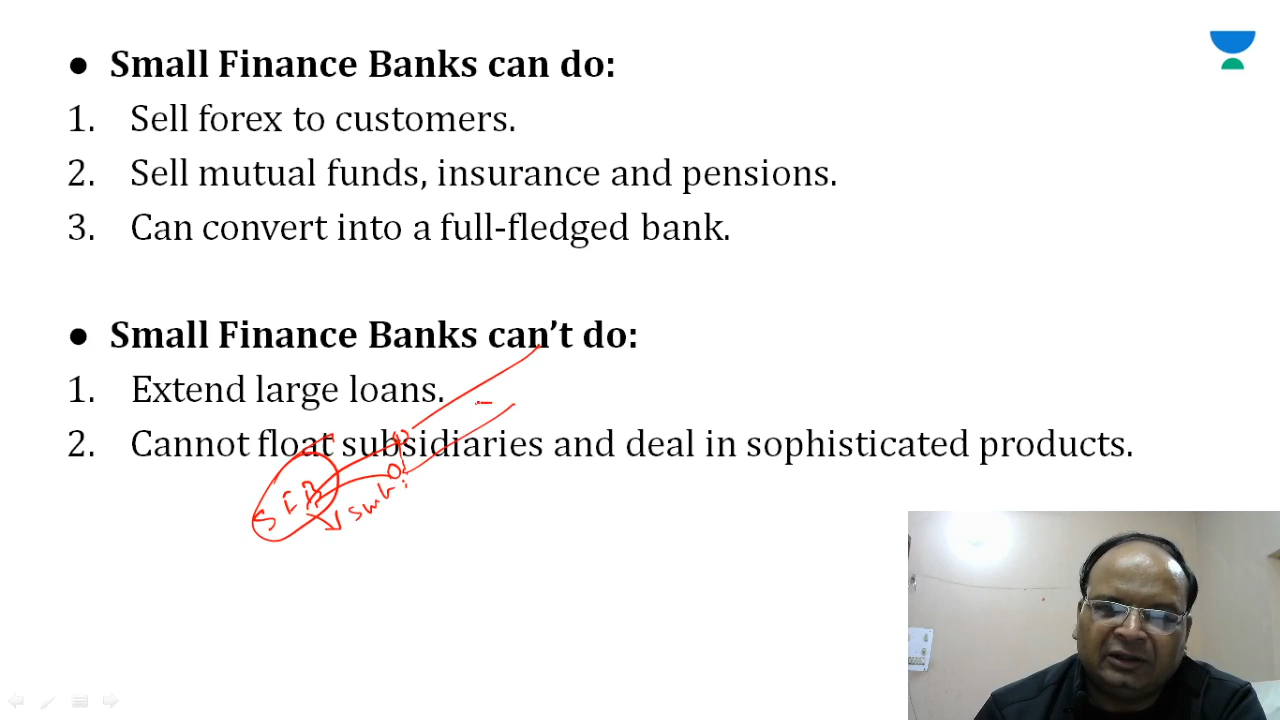 ● Small Finance Banks can do:
1. Sell forex to customers.
2. Sell mutual funds, insurance and pensions.
3. Can convert into a full-fledged bank.
● Small Finance Banks can’t do:
1. Extend large loans.
2. Cannot float subsidiaries and deal in sophisticated products.